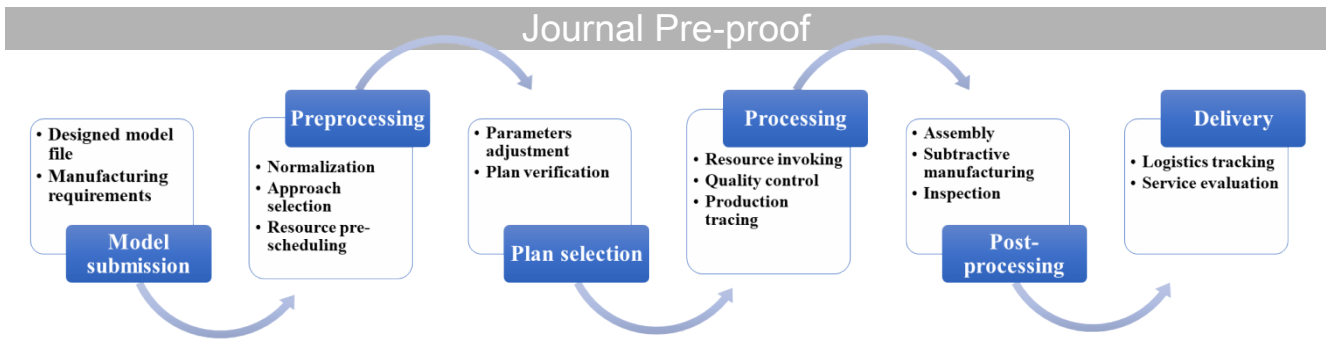 Journal Pre-proof
• Designed model
file
• Manufacturing
requirements
Model
submission
Preprocessing
• Normalization
• Approach
selection
• Resource pre-
scheduling
• Parameters
adjustment
• Plan verification
Plan selection
Processing
• Resource invoking
• Quality control
• Production
tracing
• Assembly
• Subtractive
manufacturing
• Inspection
Post-
processing
Delivery
• Logistics tracking
• Service evaluation